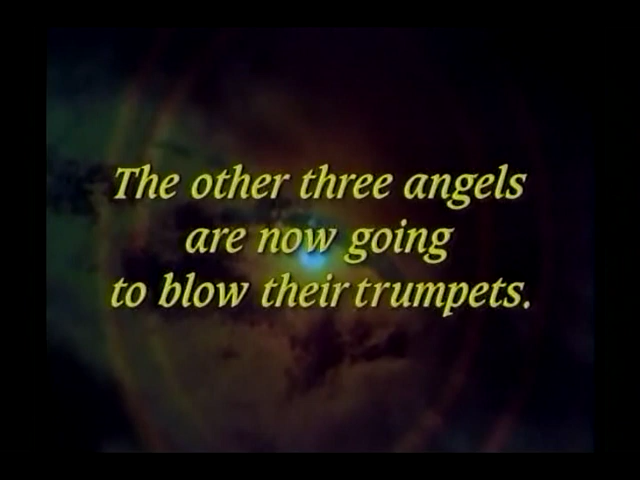 The other three angels
are now going
to blow their trumpets.